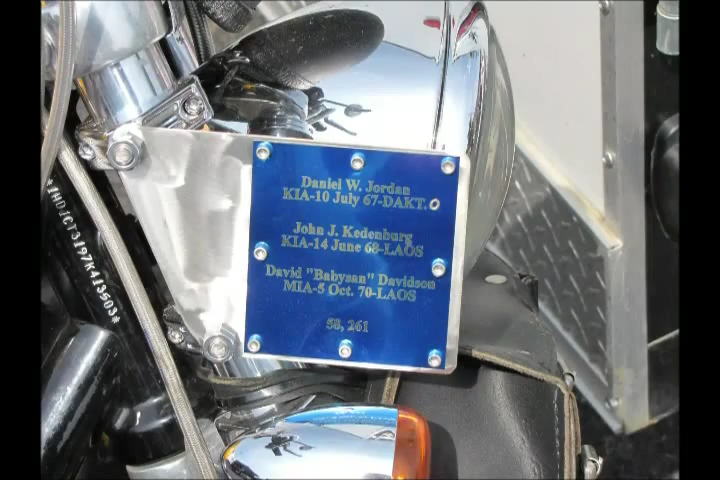 Daniel W. Jordan
KIA-10 July 67-DAKTO
John J. Kedenburg
KIA-14 June 68-LAOS
David "Babysan" Davidson
MIA-5 Oct. 70-LAOS
58, 261